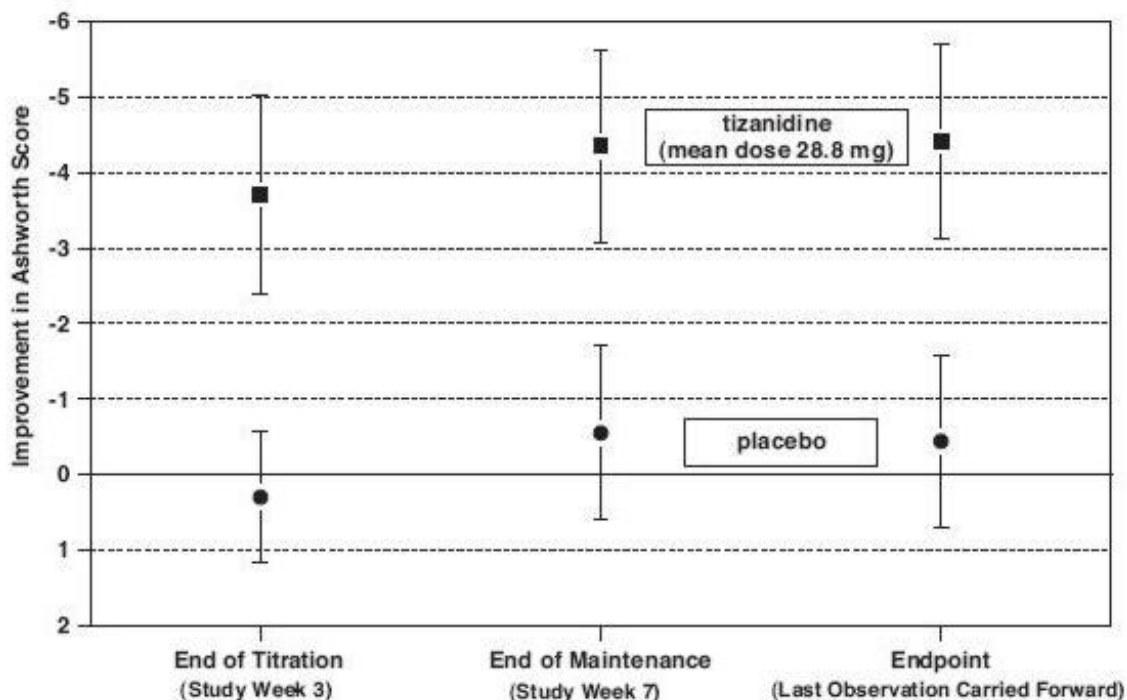 Improvement in Ashworth Score
-6
-5
-4
-3
-2
-1
0
1
2
tizanidine
(mean dose 28.8 mg)
placebo
End of Titration
(Study Week 3)
End of Maintenance
(Study Week 7)
Endpoint
(Last Observation Carried Forward)